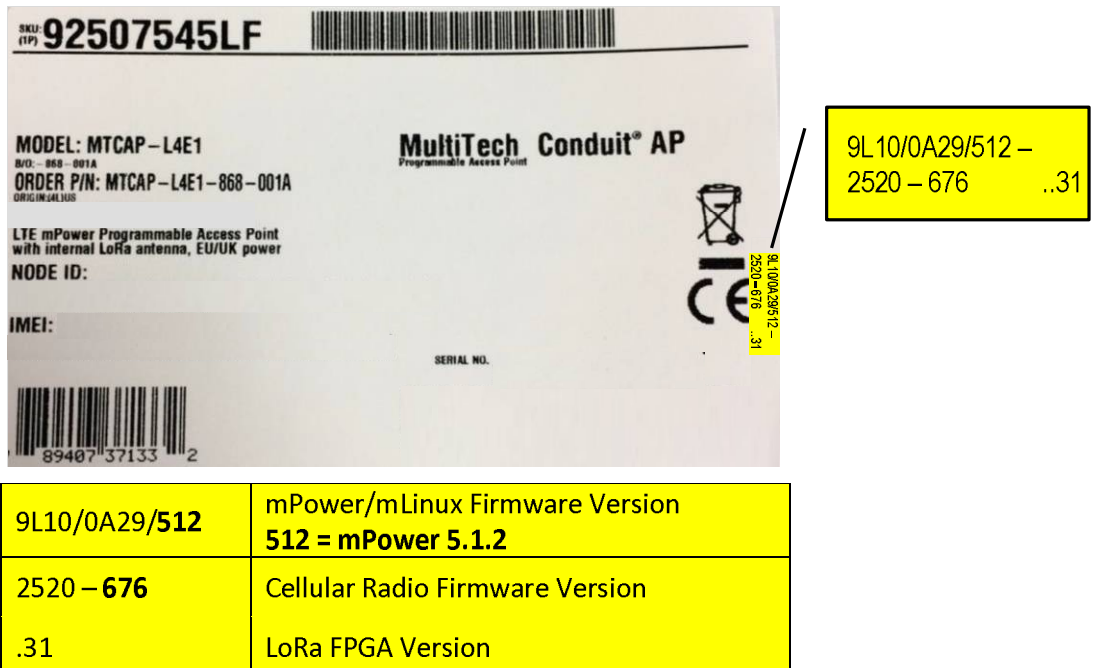 SKU: 92507545LF
(1P)
MODEL: MTCAP-L4E1
B/O:-868-001A
ORDER P/N: MTCAP-L4E1-868-001A
LTE mPower Programmable Access Point
with internal LoRa antenna, EU/UK power
NODE ID:
IMEI:
MultiTech Conduit® AP
Programmable Access Point
SERIAL NO.
CE
9L10/0A29/512 –
2520 – 676 ..31
89407 37133 2
9L10/0A29/512 –
2520 – 676 ..31
9L10/0A29/512
mPower/mLinux Firmware Version
512 = mPower 5.1.2
2520 – 676
Cellular Radio Firmware Version
.31
LoRa FPGA Version